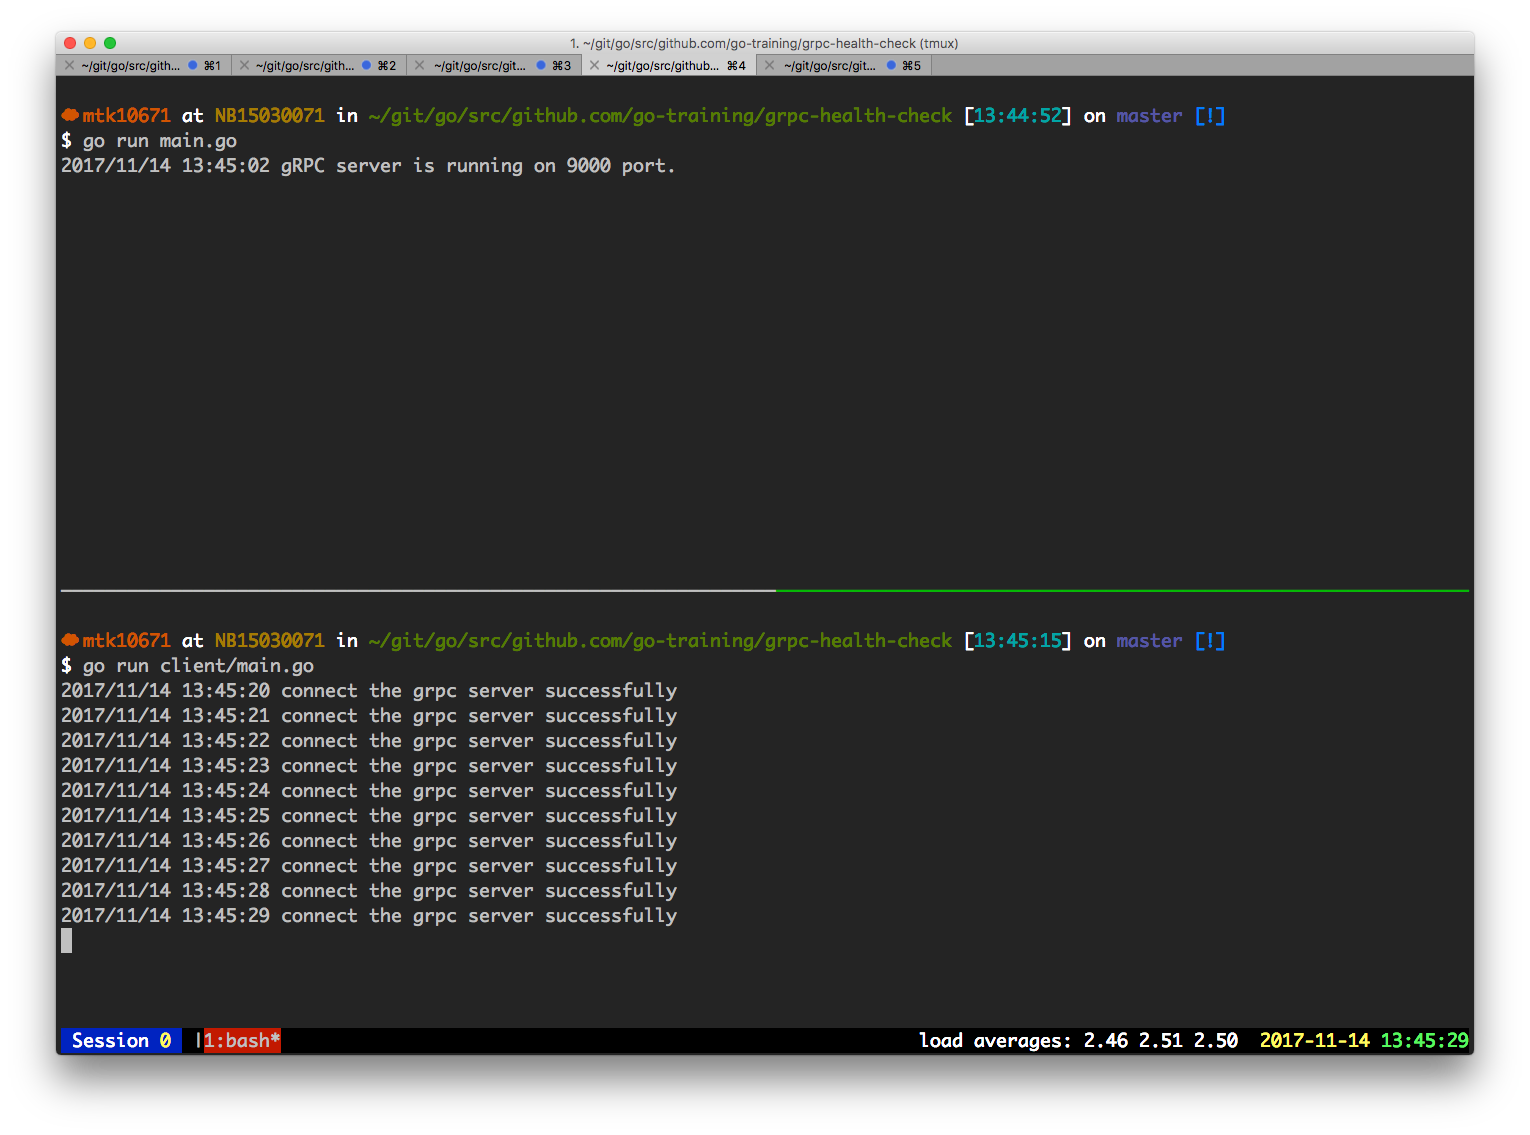 1. ~/git/go/src/github.com/go-training/grpc-health-check (tmux)
~/git/go/src/gith... ⌘1 ~/git/go/src/gith... ⌘2 ~/git/go/src/git... ⌘3 ~/git/go/src/github... ⌘4 ~/git/go/src/git... ⌘5
mtk10671 at NB15030071 in ~/git/go/src/github.com/go-training/grpc-health-check [13:44:52] on master [!]
$ go run main.go
2017/11/14 13:45:02 gRPC server is running on 9000 port.
mtk10671 at NB15030071 in ~/git/go/src/github.com/go-training/grpc-health-check [13:45:15] on master [!]
$ go run client/main.go
2017/11/14 13:45:20 connect the grpc server successfully
2017/11/14 13:45:21 connect the grpc server successfully
2017/11/14 13:45:22 connect the grpc server successfully
2017/11/14 13:45:23 connect the grpc server successfully
2017/11/14 13:45:24 connect the grpc server successfully
2017/11/14 13:45:25 connect the grpc server successfully
2017/11/14 13:45:26 connect the grpc server successfully
2017/11/14 13:45:27 connect the grpc server successfully
2017/11/14 13:45:28 connect the grpc server successfully
2017/11/14 13:45:29 connect the grpc server successfully
Session 0 |1:bash* load averages: 2.46 2.51 2.50 2017-11-14 13:45:29